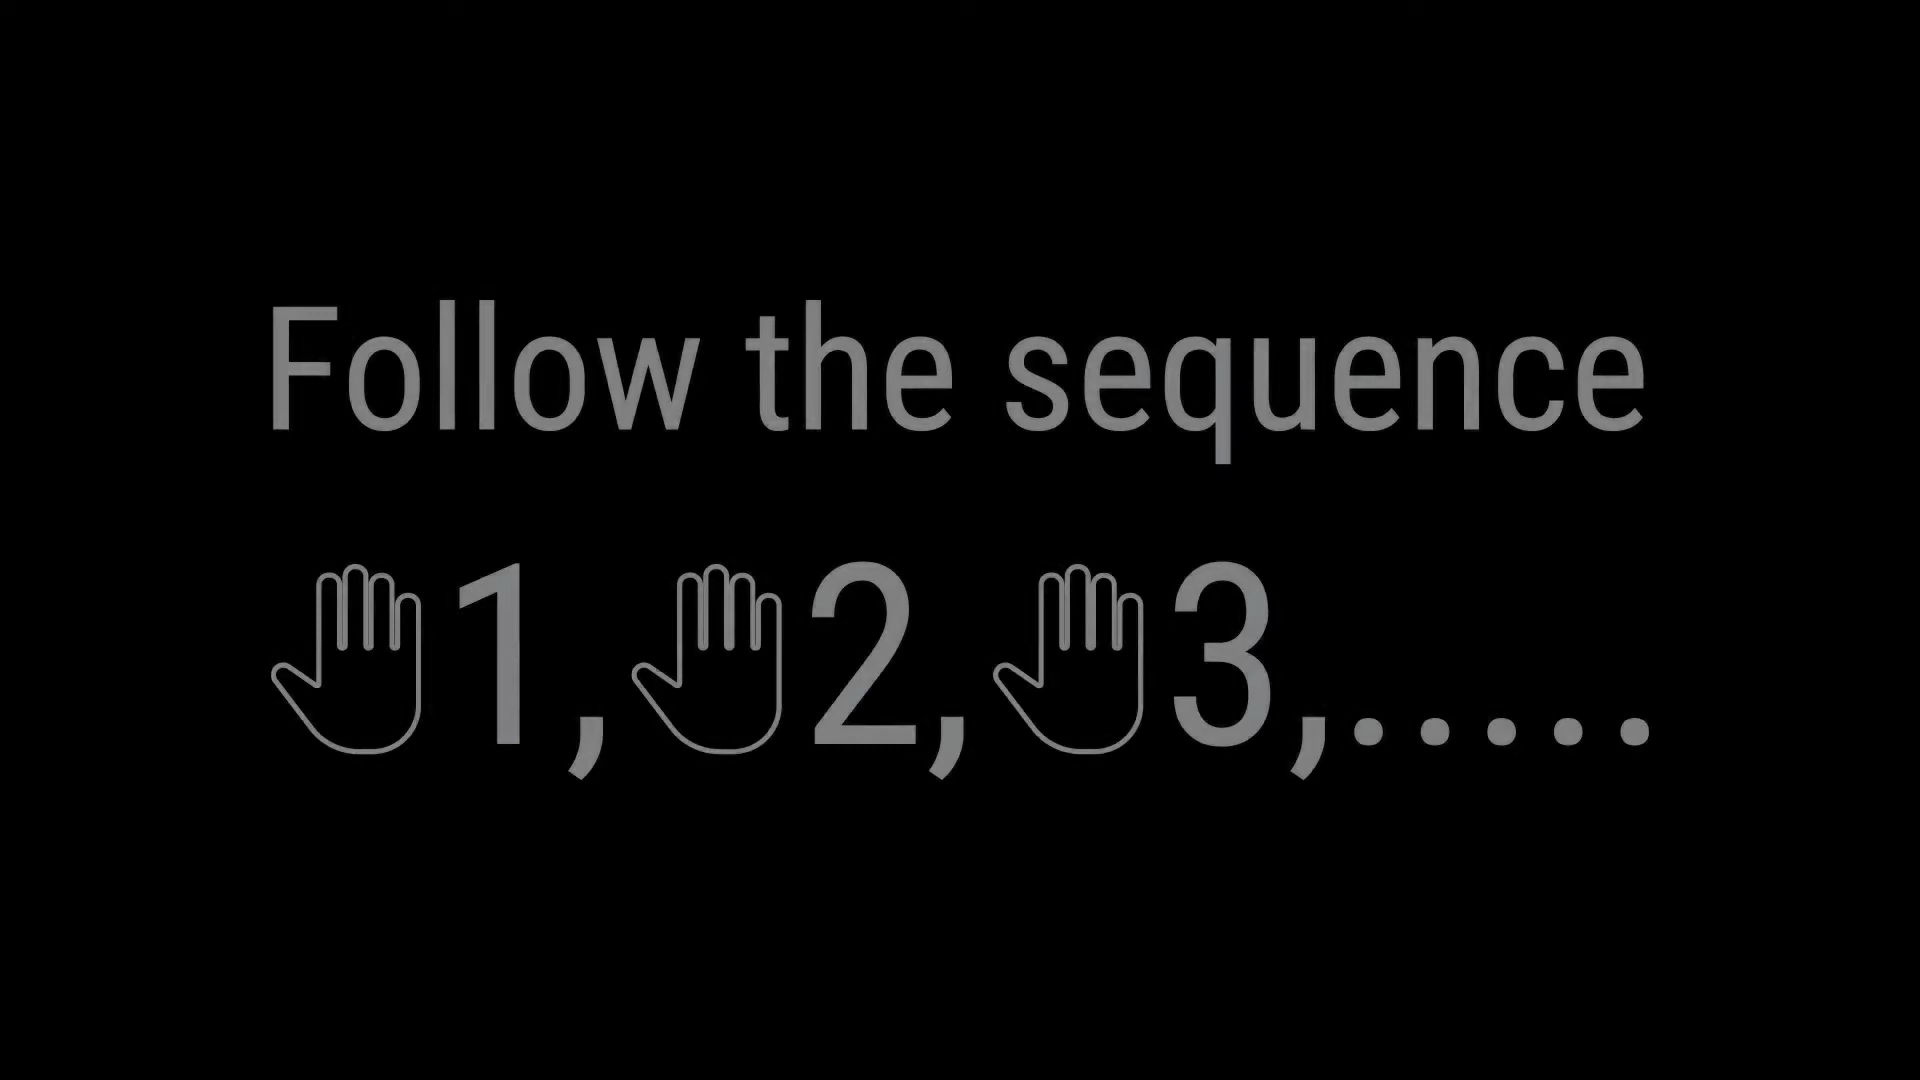 Follow the sequence
🤚1,🤚2,🤚3,.....